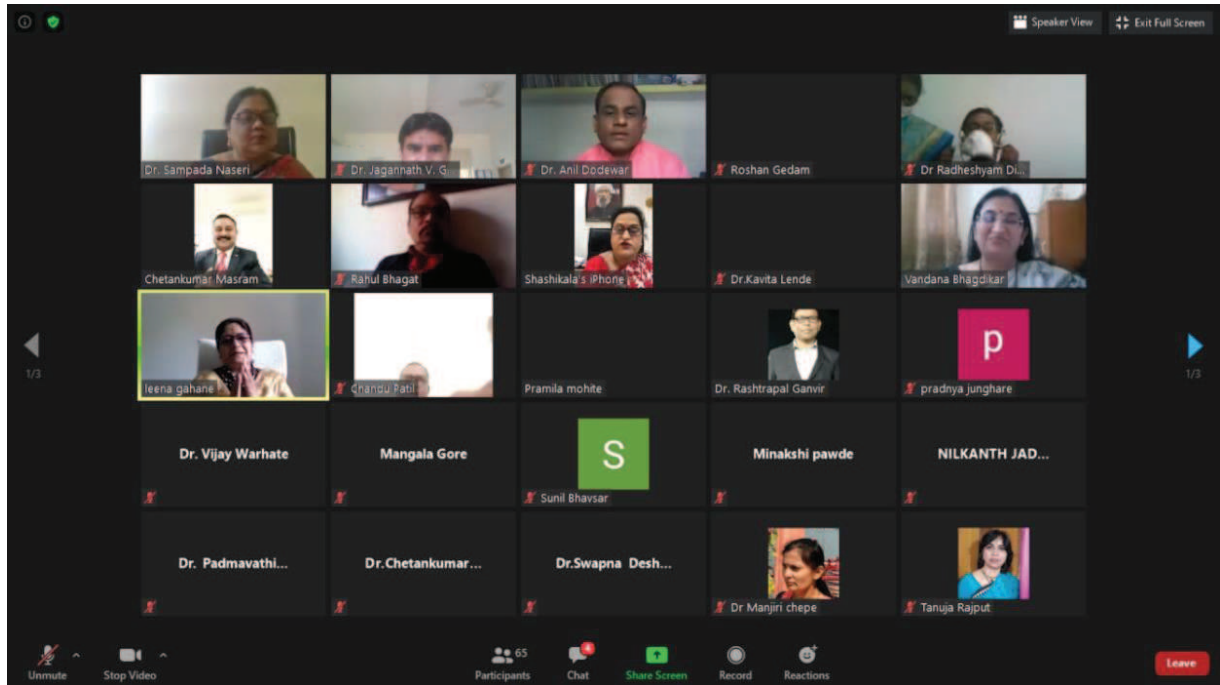 Speaker View
Exit Full Screen
Dr. Sampada Naseri
Dr. Jagannath V. G
Dr. Anil Dodewar
Roshan Gedam
Dr Radheshyam Di...
Chetankumar Masram
Rahul Bhagat
Shashikala's iPhone
Dr.Kavita Lende
Vandana Bhagdikar
leena gahane
Chandu Patil
Pramila mohite
Dr. Rashtrapal Ganvir
p
pradnya junghare
Dr. Vijay Warhate
Mangala Gore
S
Sunil Bhavsar
Minakshi pawde
NILKANTH JAD...
1/3
1/3
Dr. Padmavathi...
Dr.Chetankumar...
Dr.Swapna Desh...
Dr Manjiri chepe
Tanuja Rajput
Unmute
Stop Video
65
Participants
4
Chat
Share Screen
Record
Reactions
Leave